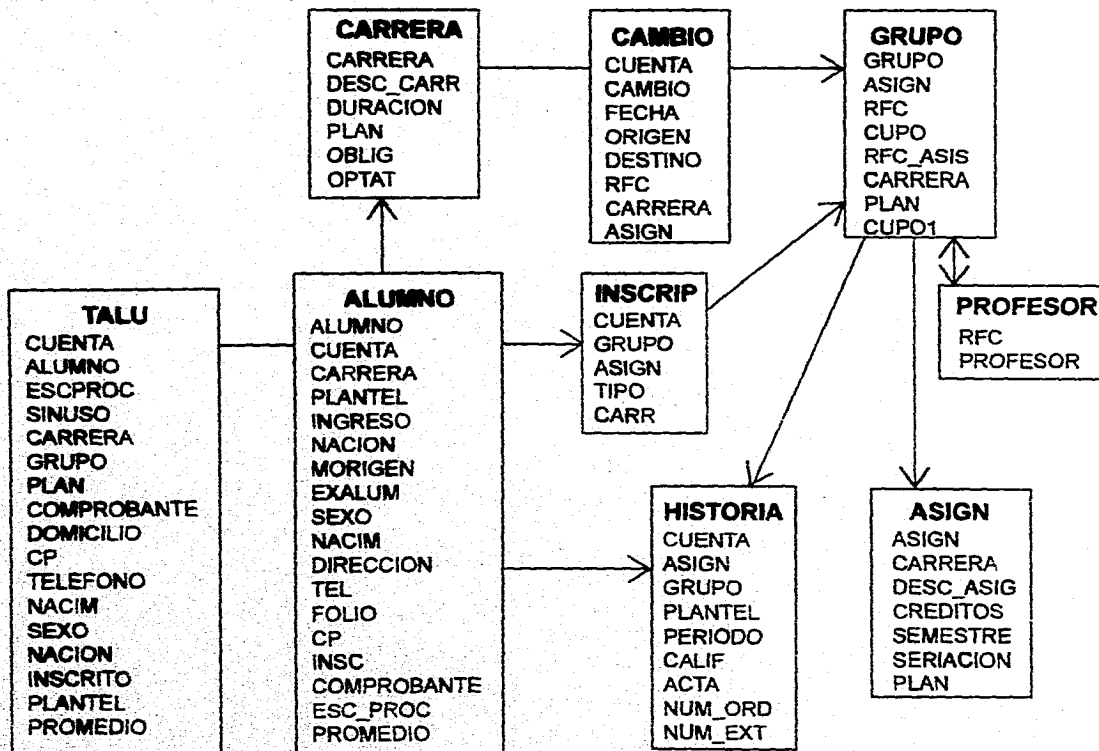 CARRERA
CARRERA
DESC_CARR
DURACION
PLAN
OBLIG
OPTAT
CAMBIO
CUENTA
CAMBIO
FECHA
ORIGEN
DESTINO
RFC
CARRERA
ASIGN
GRUPO
GRUPO
ASIGN
RFC
CUPO
RFC_ASIS
CARRERA
PLAN
CUPO1
TALU
CUENTA
ALUMNO
ESCPROC
SINUSO
CARRERA
GRUPO
PLAN
COMPROBANTE
DOMICILIO
CP
TELEFONO
NACIM
SEXO
NACION
INSCRITO
PLANTEL
PROMEDIO
ALUMNO
ALUMNO
CUENTA
CARRERA
PLANTEL
INGRESO
NACION
MORIGEN
EXALUM
SEXO
NACIM
DIRECCION
TEL
FOLIO
CP
INSC
COMPROBANTE
ESC_PROC
PROMEDIO
INSCRIP
CUENTA
GRUPO
ASIGN
TIPO
CARR
PROFESOR
RFC
PROFESOR
HISTORIA
CUENTA
ASIGN
GRUPO
PLANTEL
PERIODO
CALIF
ACTA
NUM_ORD
NUM_EXT
ASIGN
ASIGN
CARRERA
DESC_ASIG
CREDITOS
SEMESTRE
SERIACION
PLAN